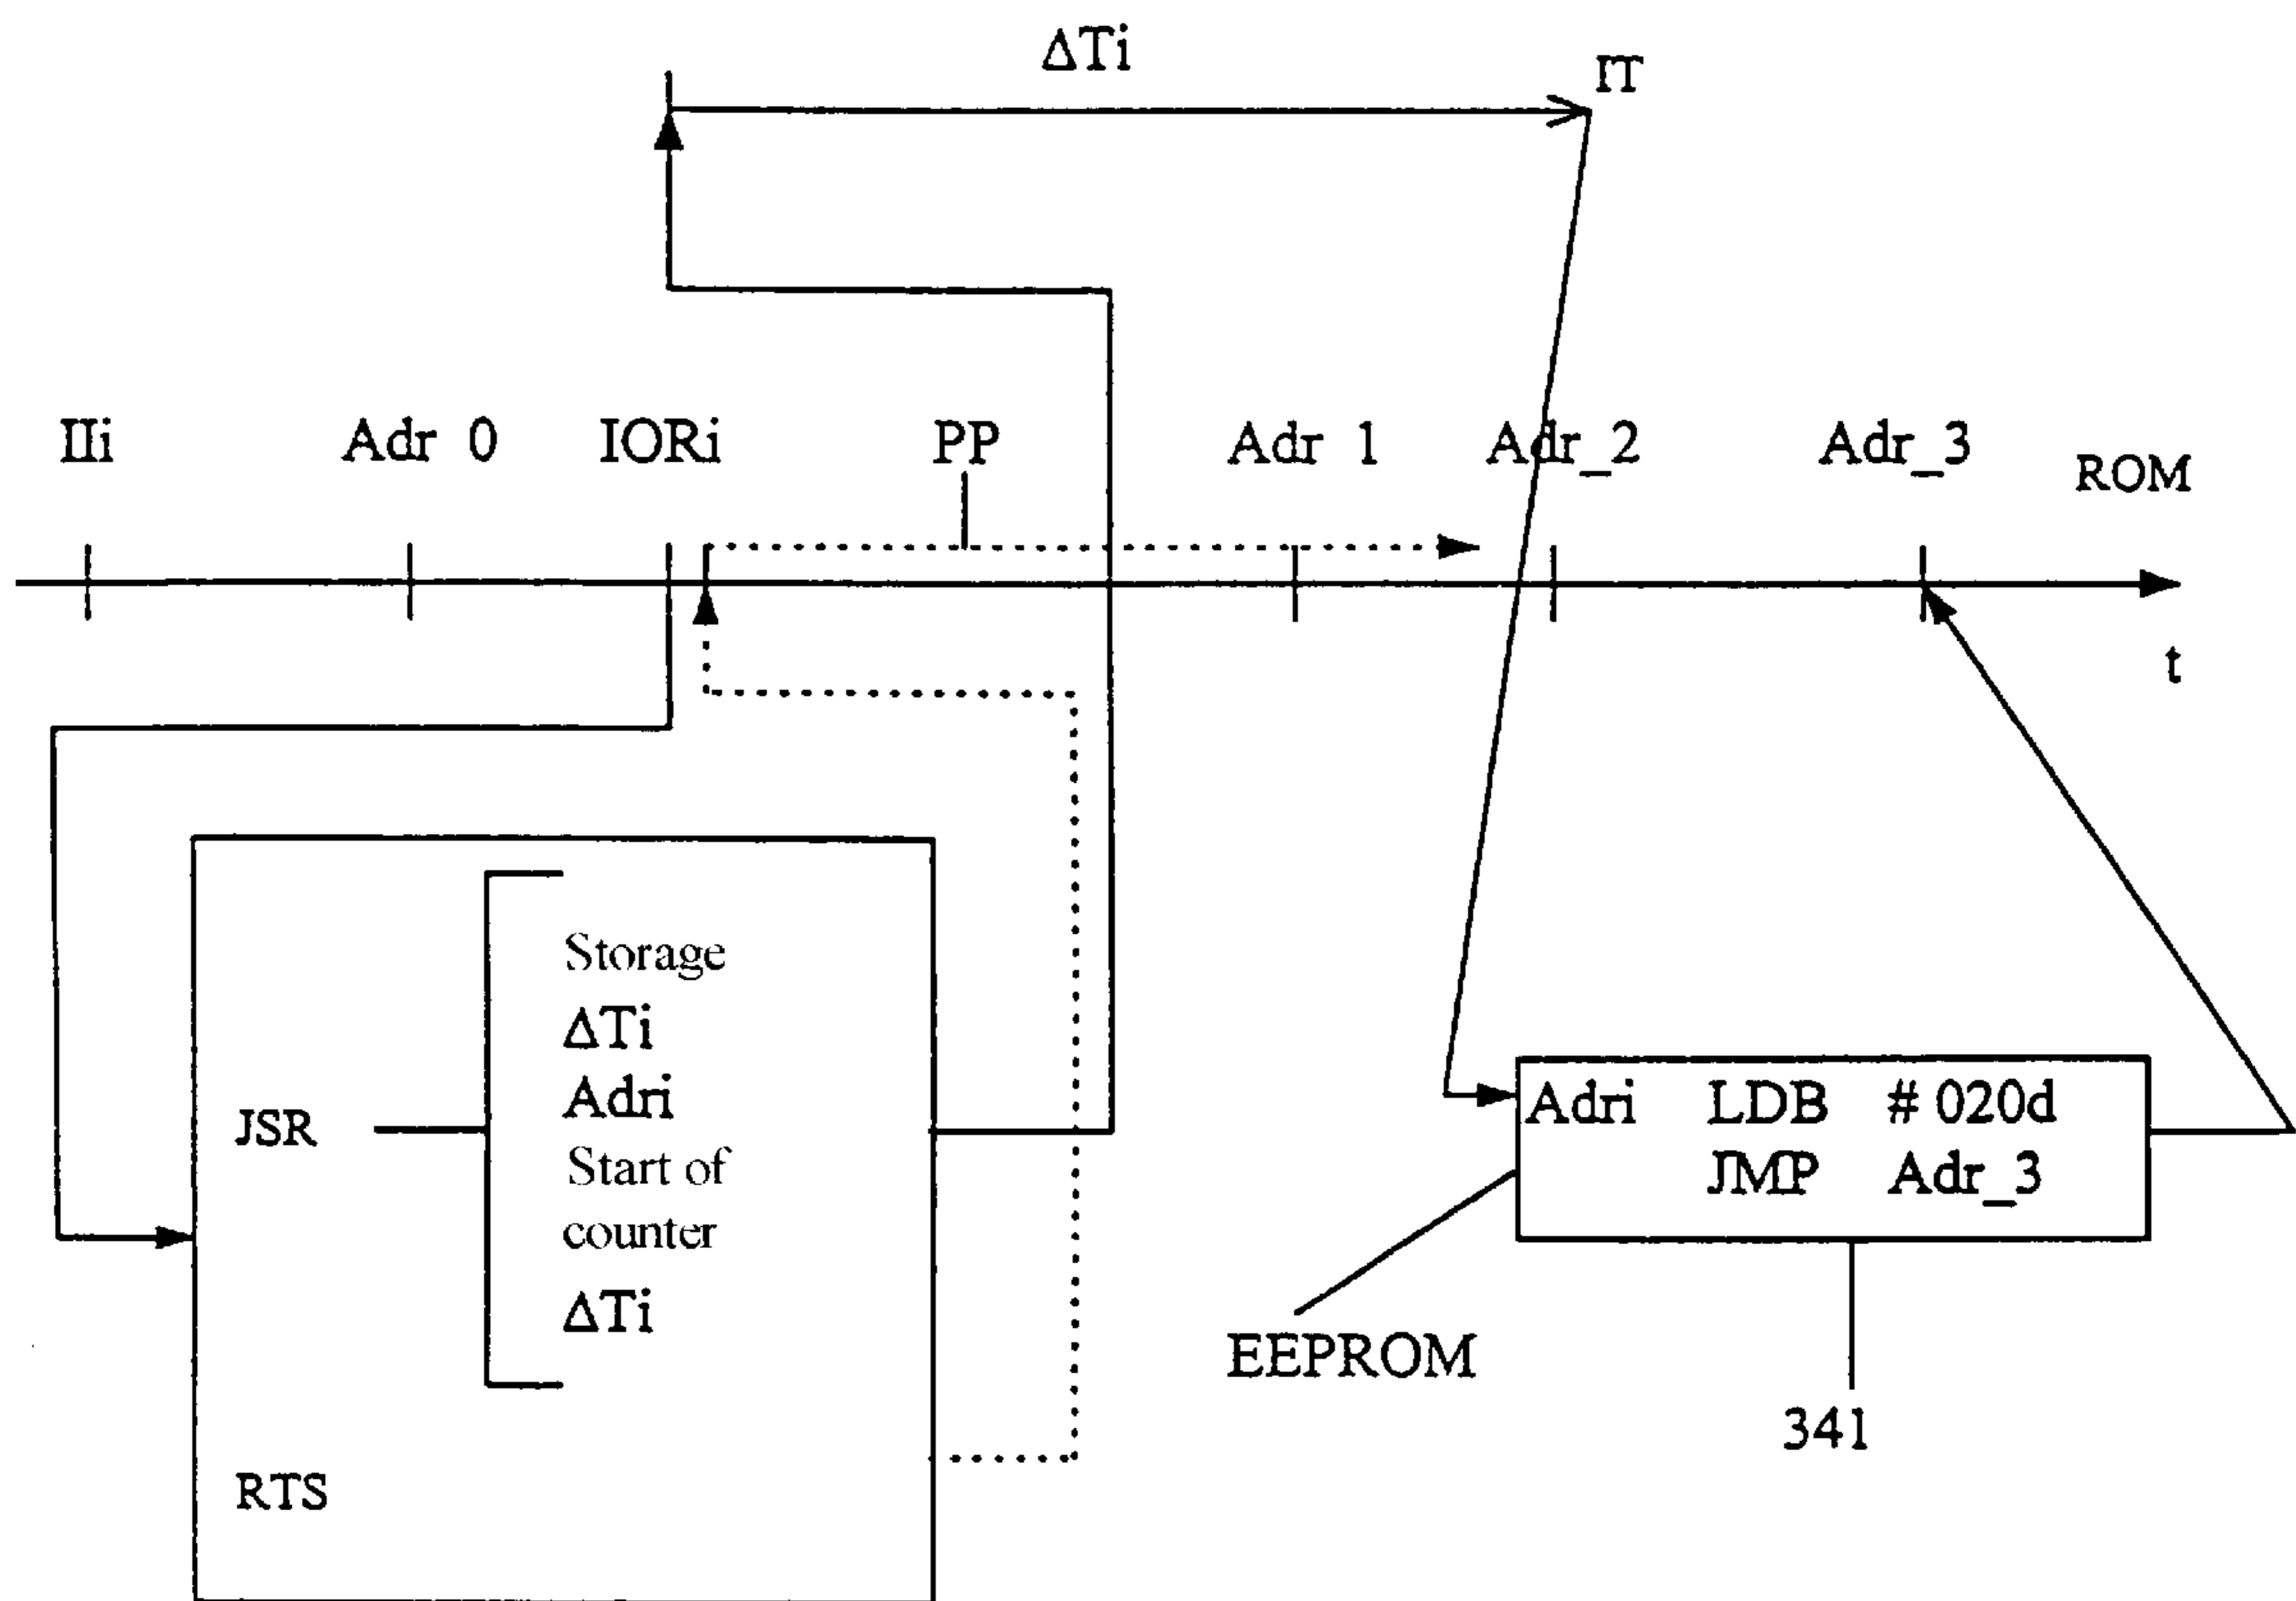 ΔTi
IT
IIi
Adr 0
IORi
PP
Adr 1
Adr_2
Adr_3
ROM
t
Storage
ΔTi
Adri
JSR
Start of
counter
ΔTi
RTS
Adri LDB # 020d
JMP Adr_3
EEPROM
341